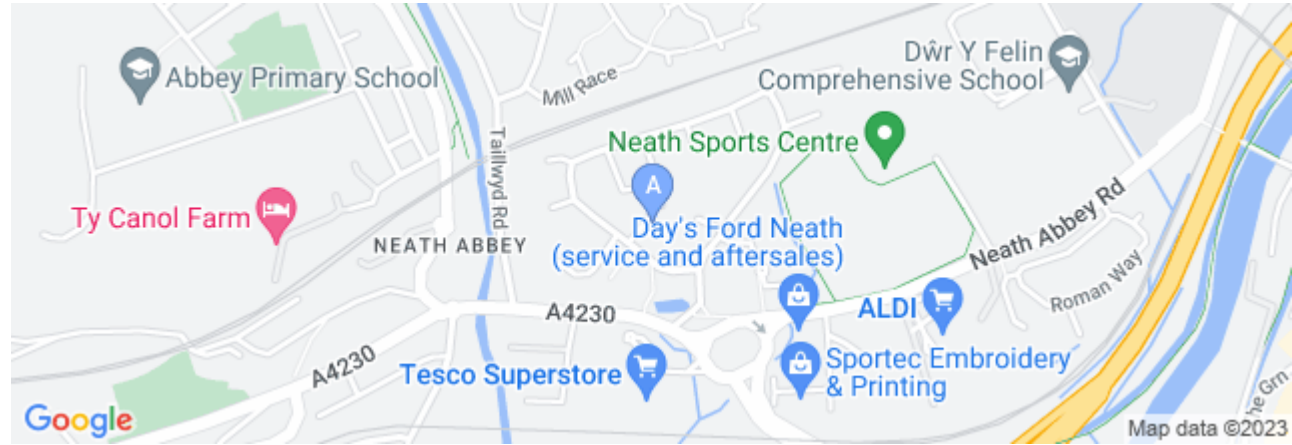 Dŵr Y Felin
Comprehensive School
Abbey Primary School
Mill Race
Neath Sports Centre
Taillwyd Rd
A
Ty Canol Farm
Neath Abbey Rd
NEATH ABBEY
Day's Ford Neath
(service and aftersales)
Roman Way
A4230
ALDI
A4230
Tesco Superstore
Sportec Embroidery
& Printing
The Grn
Google
Map data ©2023